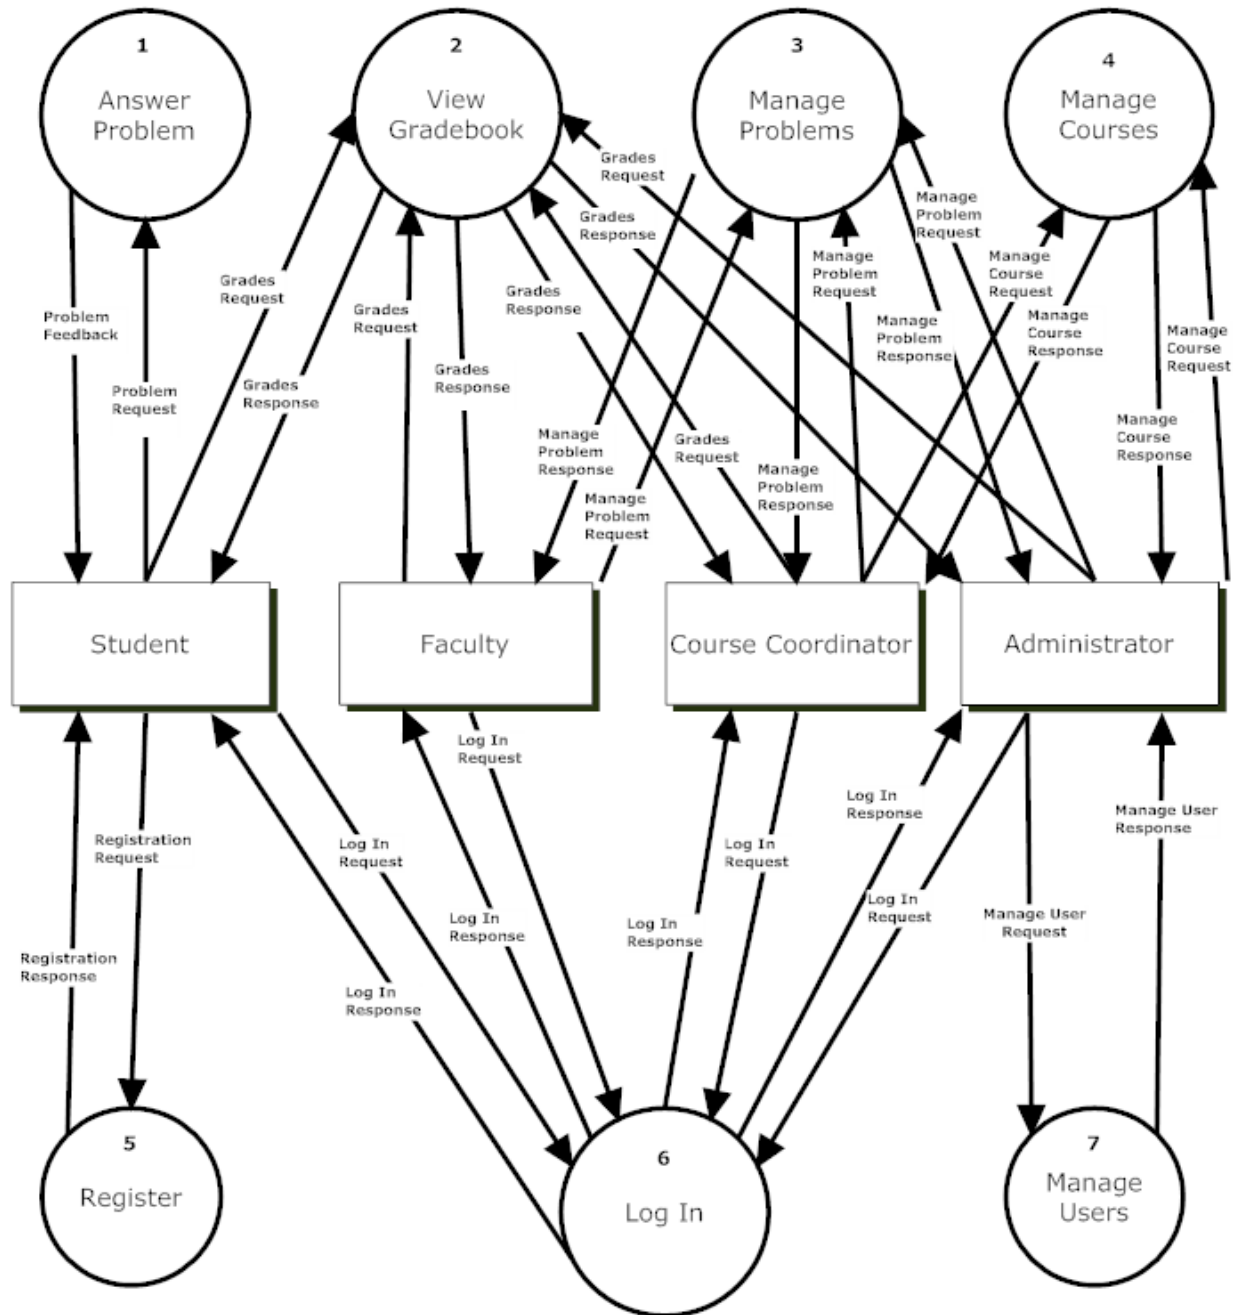 1
Answer
Problem
2
View
Gradebook
3
Manage
Problems
4
Manage
Courses
Grades
Request
Grades
Response
Manage
Problem
Request
Manage
Problem
Request
Manage
Course
Request
Grades
Request
Grades
Response
Grades
Request
Problem
Feedback
Manage
Problem
Response
Manage
Course
Response
Manage
Course
Request
Problem
Request
Grades
Response
Grades
Response
Manage
Problem
Response
Grades
Request
Manage
Course
Response
Manage
Problem
Response
Manage
Problem
Request
Student
Faculty
Course Coordinator
Administrator
Log In
Request
Registration
Request
Log In
Request
Log In
Request
Log In
Response
Manage User
Response
Registration
Response
Log In
Response
Log In
Response
Log In
Response
Log In
Request
Manage User
Request
5
Register
6
Log In
7
Manage
Users